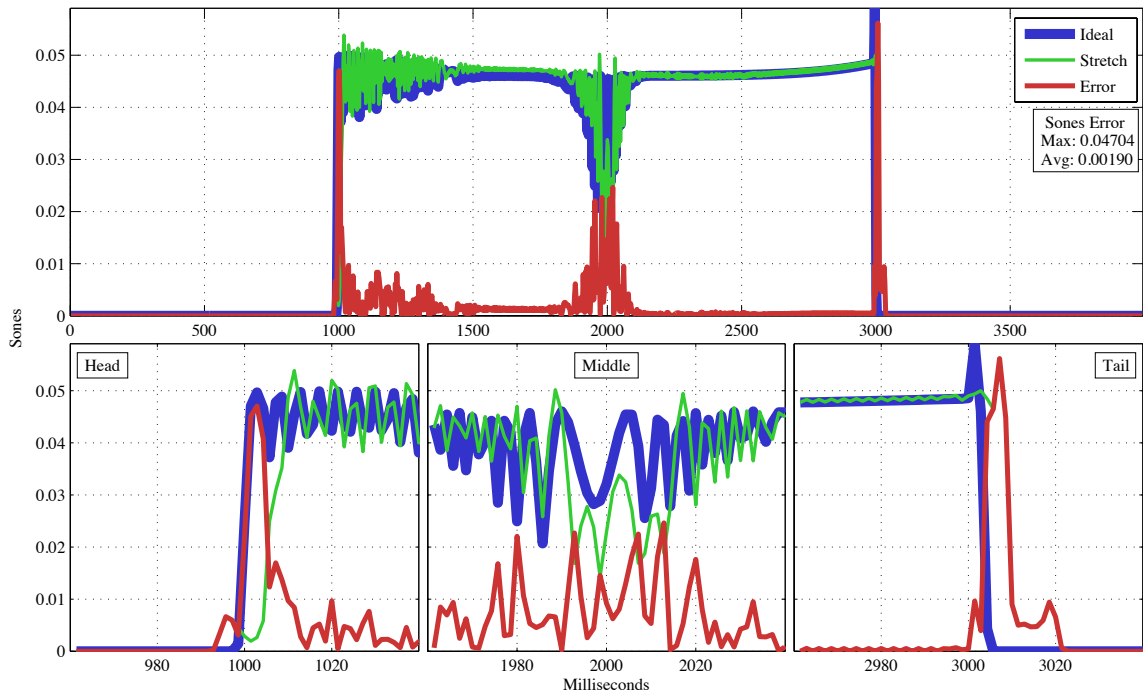 0.05
0.04
0.03
0.02
0.01
0
0 500 1000 1500 2000 2500 3000 3500
Ideal
Stretch
Error
Sones Error
Max: 0.04704
Avg: 0.00190
Sones
Head
Middle
Tail
0.05
0.04
0.03
0.02
0.01
0
980 1000 1020
1980 2000 2020
2980 3000 3020
Milliseconds